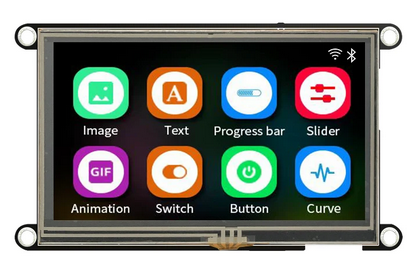 A
Image
Text
Progress bar
Slider
GIF
Animation
Switch
Button
Curve